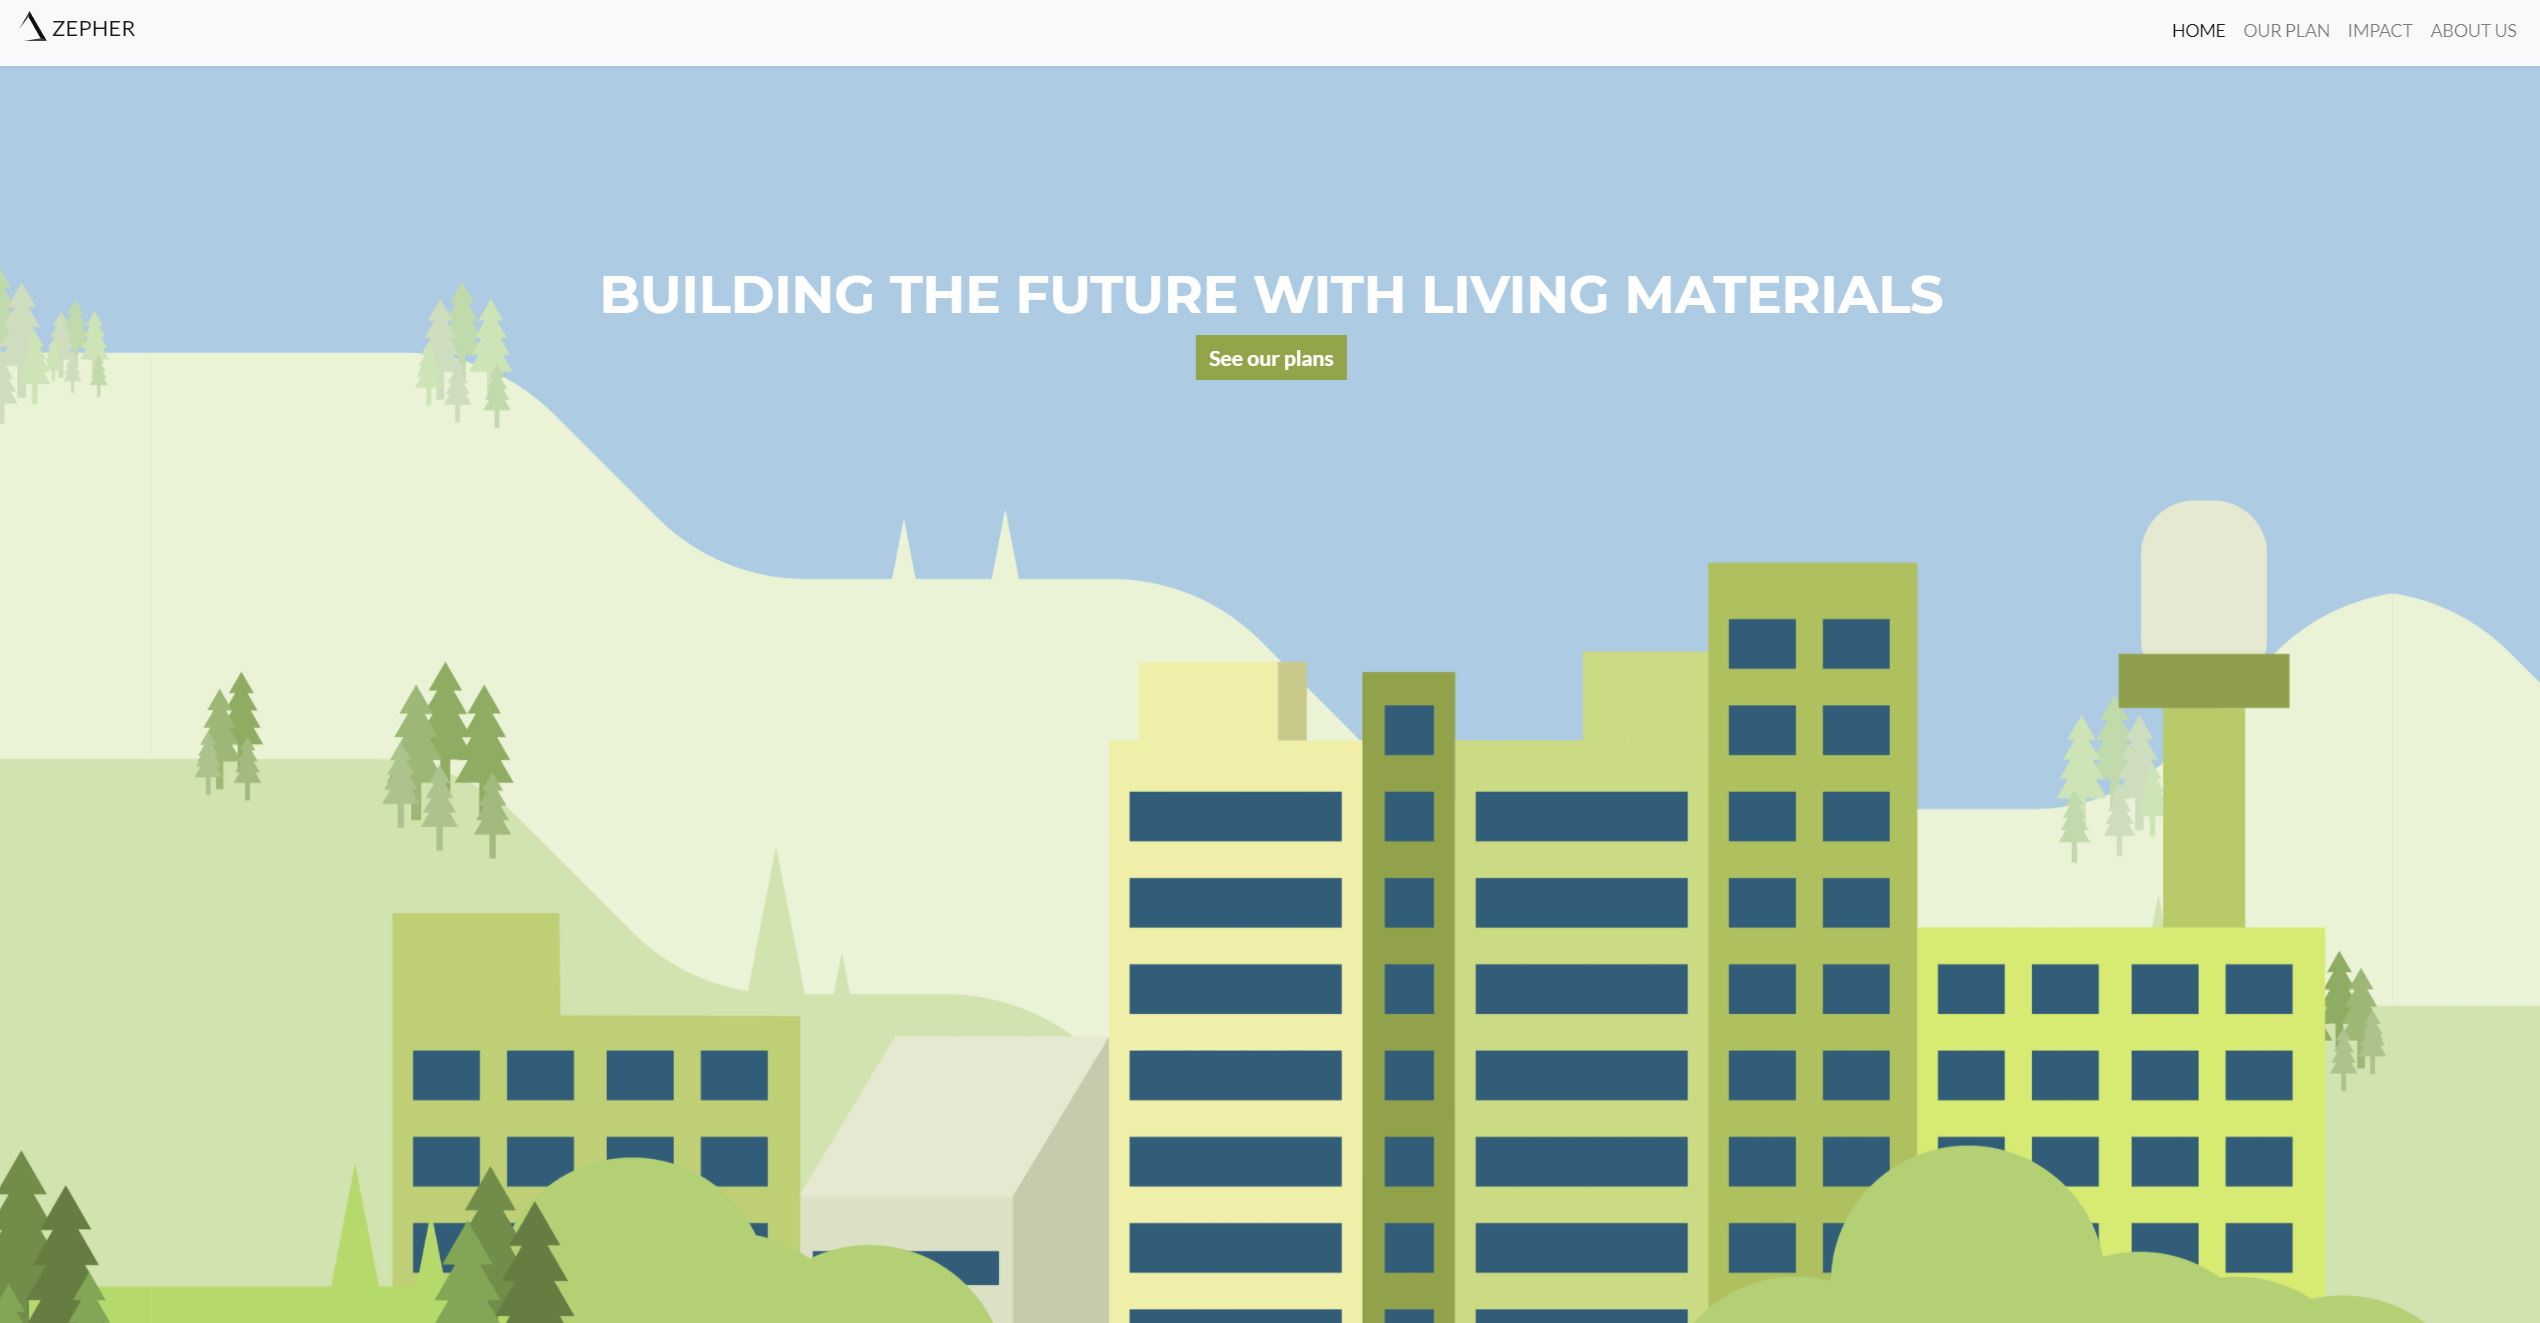 ZEPHER
HOME OUR PLAN IMPACT ABOUT US
BUILDING THE FUTURE WITH LIVING MATERIALS
See our plans